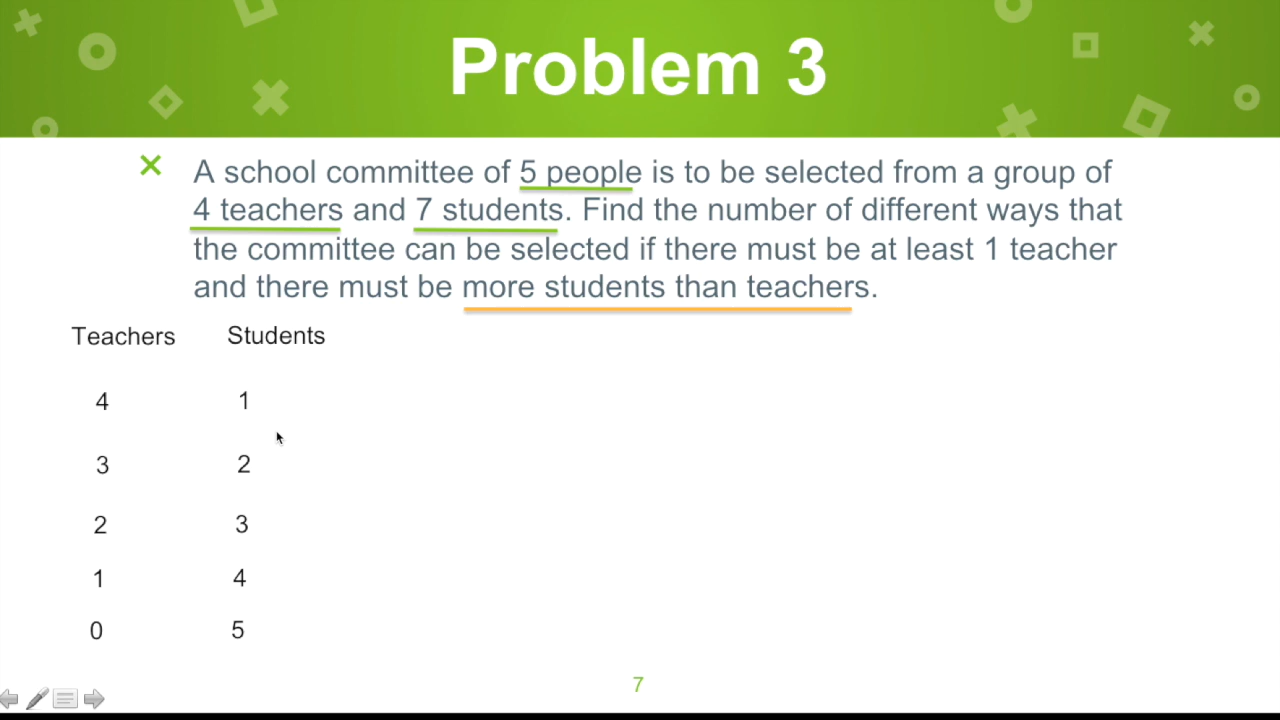 Problem 3
A school committee of 5 people is to be selected from a group of
4 teachers and 7 students. Find the number of different ways that
the committee can be selected if there must be at least 1 teacher
and there must be more students than teachers.
Teachers Students
4 1
3 2
2 3
1 4
0 5
7